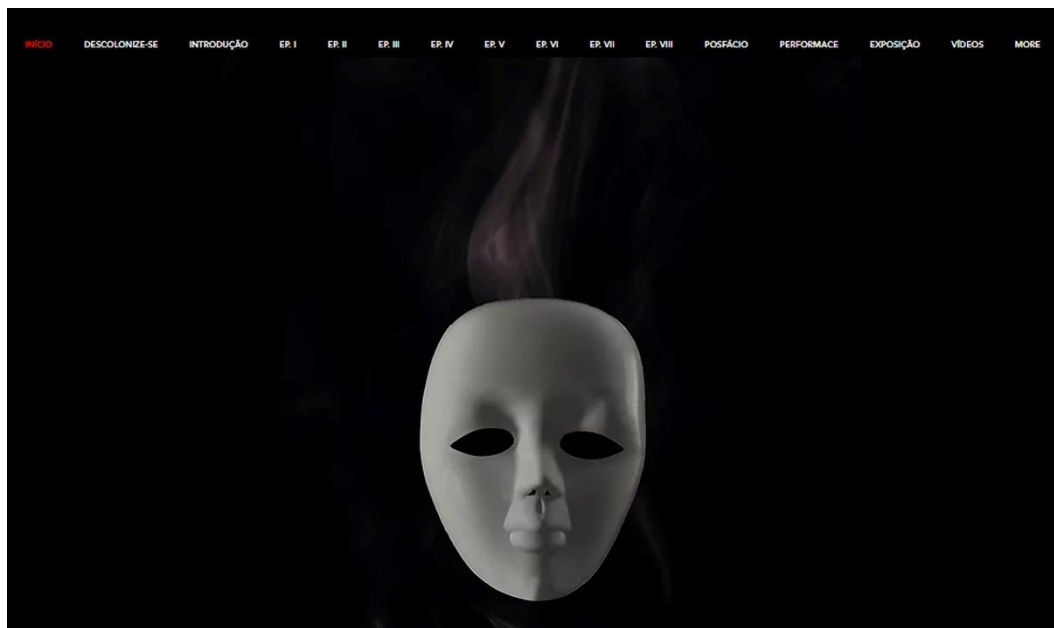 INÍCIO DESCOLONIZE-SE INTRODUÇÃO EP. I EP. II EP. III EP. IV EP. V EP. VI EP. VII EP. VIII POSFÁCIO PERFORMACE EXPOSIÇÃO VÍDEOS MORE